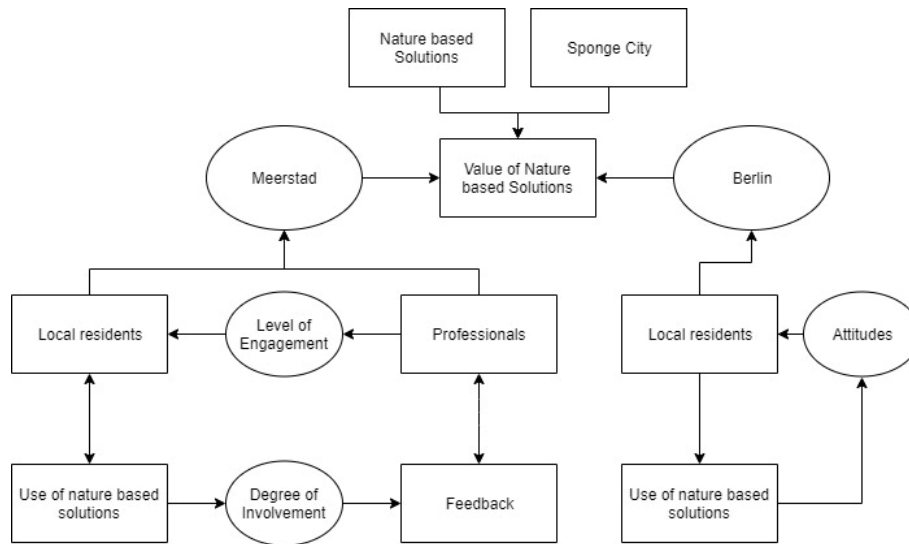 Nature based
Solutions
Sponge City
Meerstad
Value of Nature
based Solutions
Berlin
Local residents
Level of
Engagement
Professionals
Local residents
Attitudes
Use of nature based
solutions
Degree of
Involvement
Feedback
Use of nature based
solutions